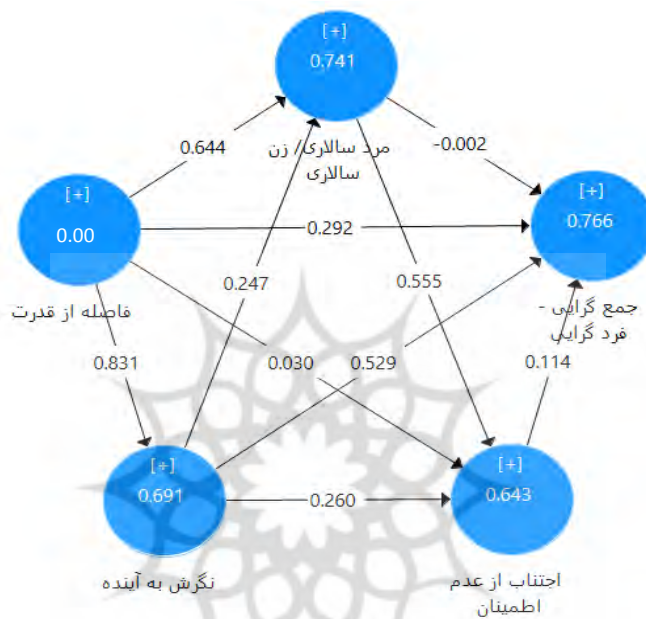 [+]
0.741
مرد سالاری/ زن
سالاری
0.644
-0.002
[+]
0.00
فاصله از قدرت
0.292
[+]
0.766
جمع گرایی -
فرد گرایی
0.247
0.555
0.831
0.030
0.529
0.114
[+]
0.691
نگرش به آینده
0.260
[+]
0.643
اجتناب از عدم
اطمینان